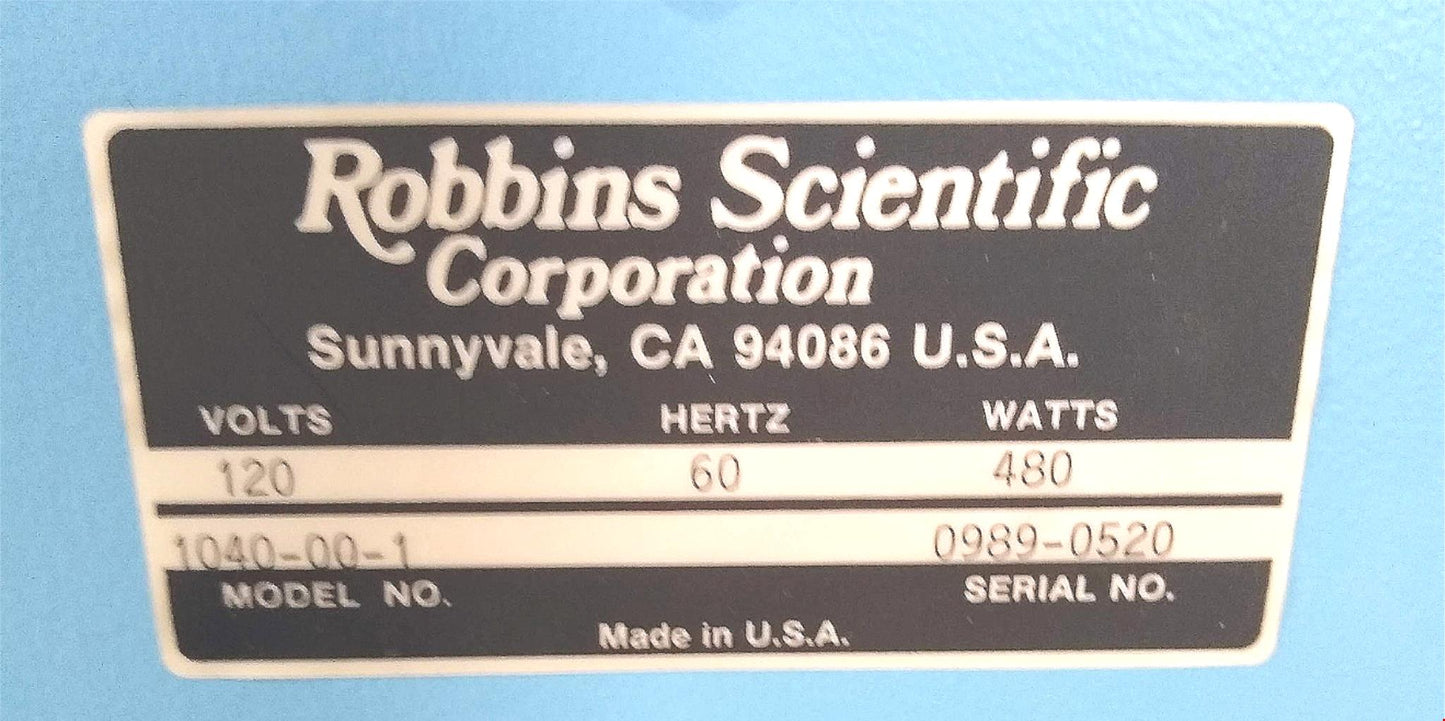 Robbins Scientific
Corporation
Sunnyvale, CA 94086 U.S.A.
VOLTS HERTZ WATTS
120 60 480
1040-00-1 0989-0520
MODEL NO. SERIAL NO.
Made in U.S.A.